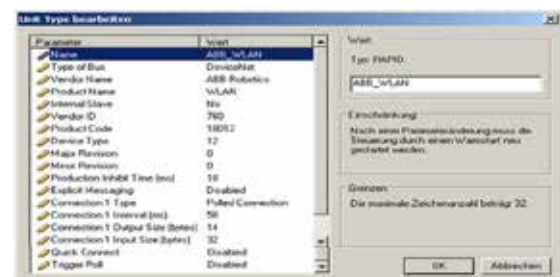 Unit Type bearbeiten
Parameter Wert
Name ABB_WLAN
Type of Bus DeviceNet
Vendor Name ABB Robotics
Product Name WLAN
Internal Slave No
Vendor ID
Product Code
Device Type 12
Major Revision 0
Minor Revision 0
Production Inhibit Time (ms) 10
Explicit Messaging Disabled
Connection 1 Type Polled Connection
Connection 1 Interval (ms) 50
Connection 1 Output Size (bytes) 14
Connection 1 Input Size (bytes) 32
Quick Connect Disabled
Trigger Poll Disabled
Wert
Typ: RAPID
ABB_WLAN
Einschränkung
Nach einer Parameteränderung muss die
Steuerung durch einen Warmstart neu
gestartet werden.
Grenzen
Die maximale Zeichenanzahl beträgt 32.
OK Abbrechen